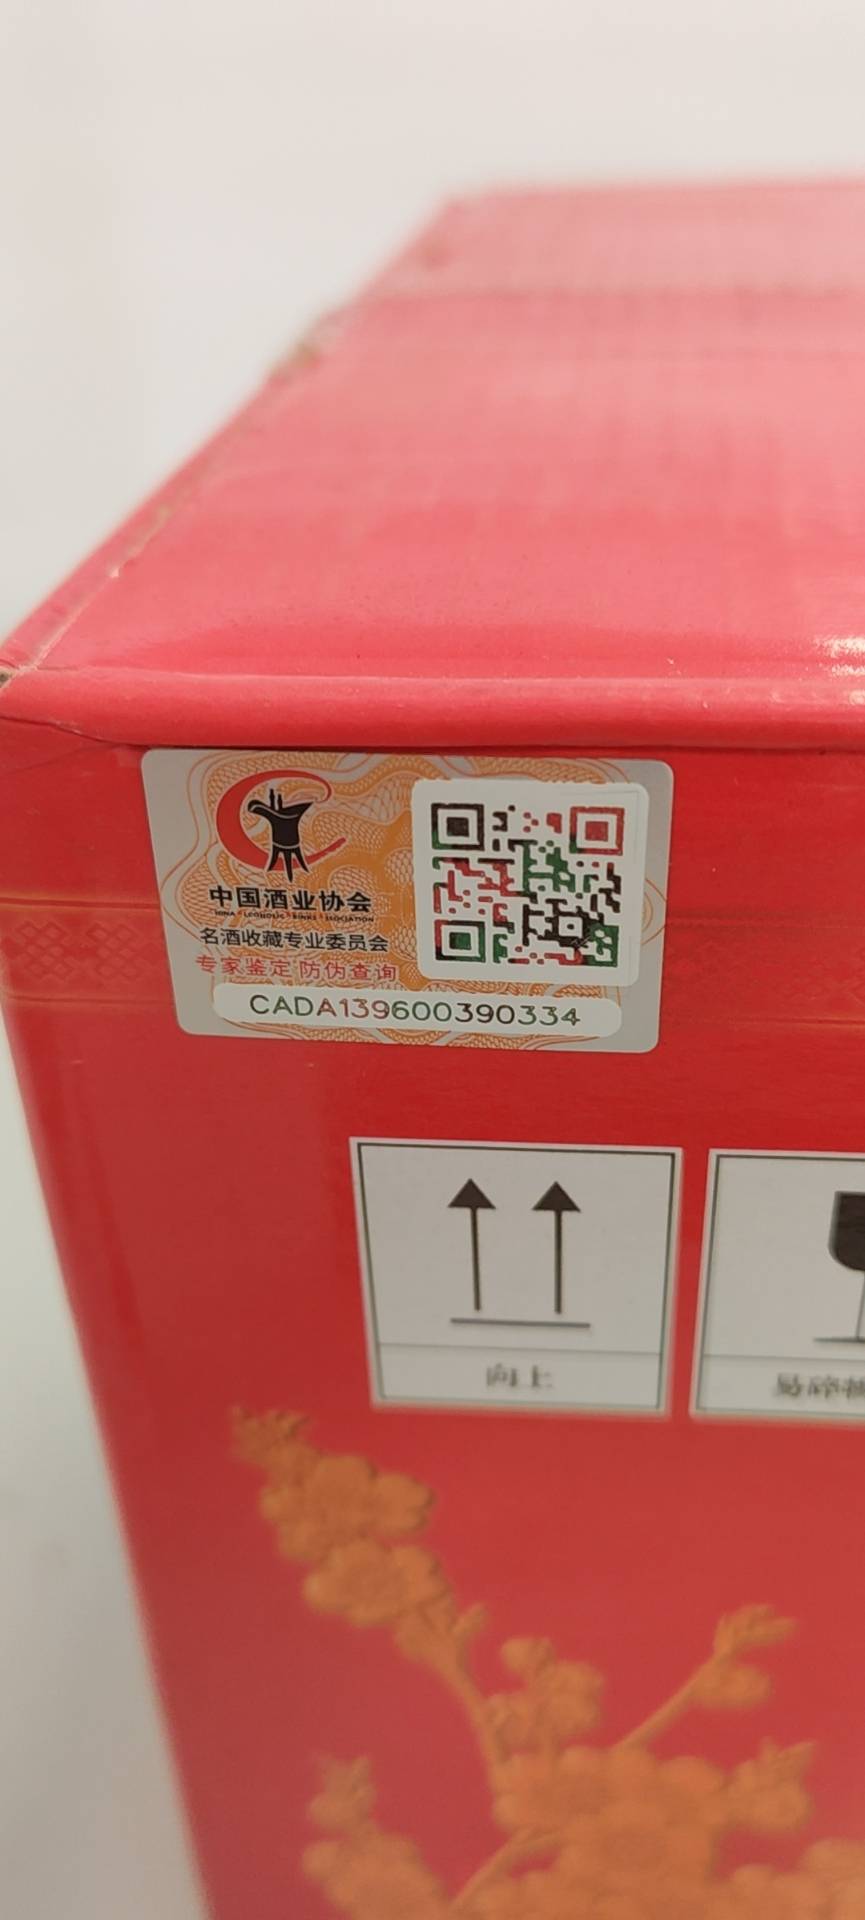 中国酒业协会
名酒收藏专业委员会
专家鉴定 防伪查询
CADA139600390334
向上